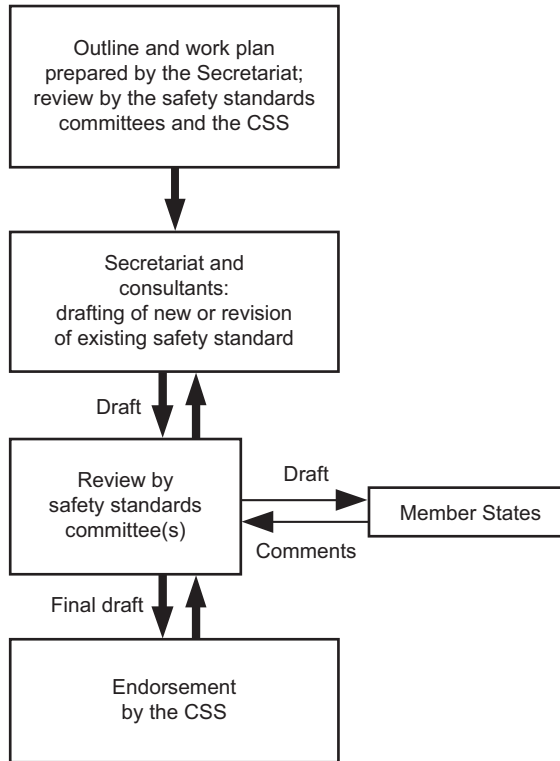 Outline and work plan
prepared by the Secretariat;
review by the safety standards
committees and the CSS
Secretariat and
consultants:
drafting of new or revision
of existing safety standard
Draft
Review by
safety standards
committee(s)
Draft
Member States
Comments
Final draft
Endorsement
by the CSS